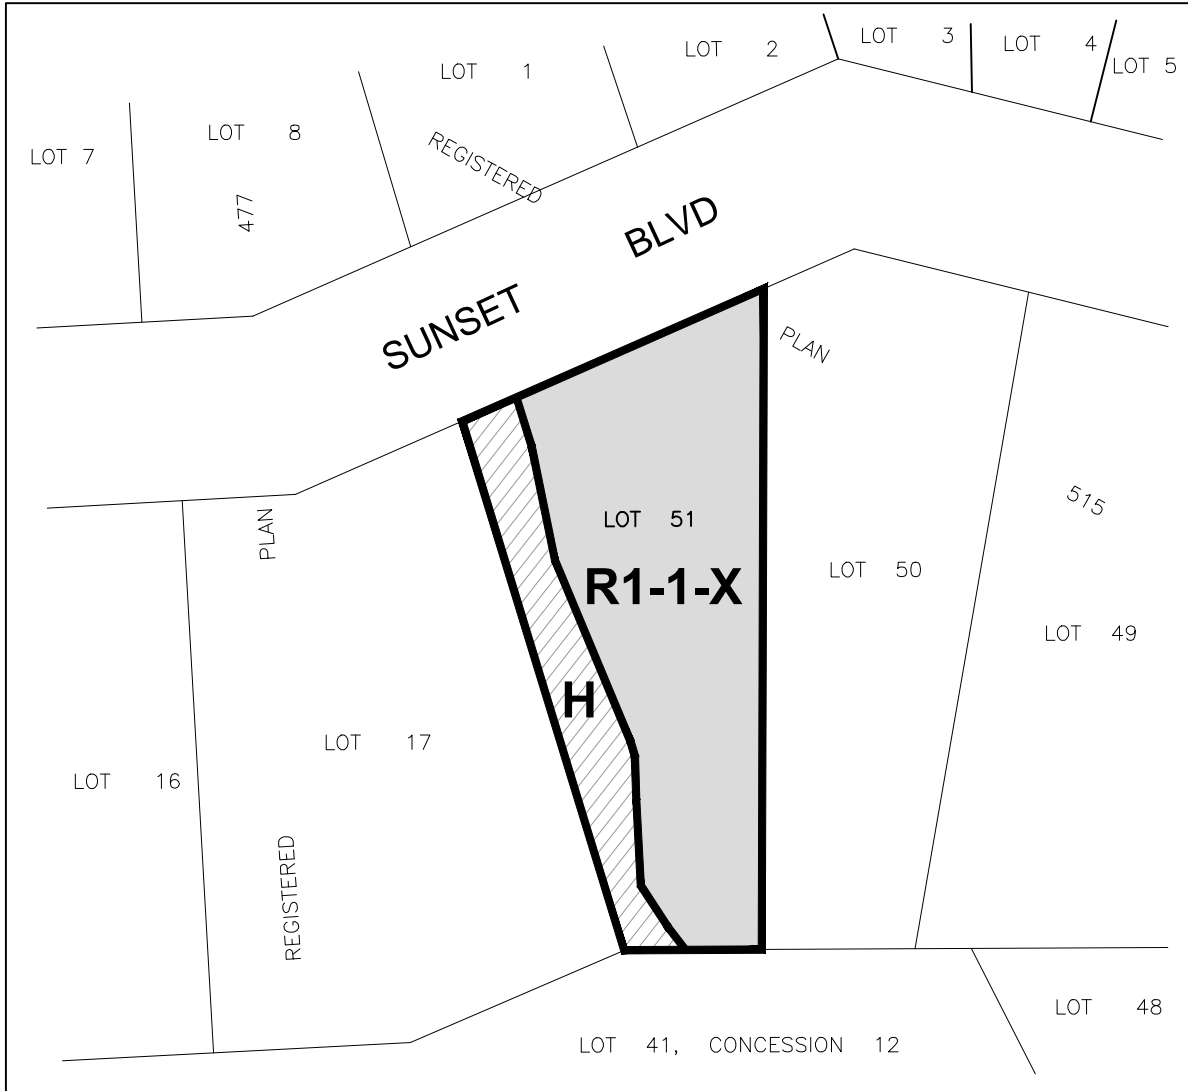 LOT 1
LOT 2
LOT 3
LOT 4
LOT 5
LOT 7
LOT 8
477
REGISTERED
SUNSET BLVD
PLAN
LOT 51
R1-1-X
H
PLAN
LOT 50
515
LOT 49
LOT 17
LOT 16
REGISTERED
LOT 48
LOT 41, CONCESSION 12